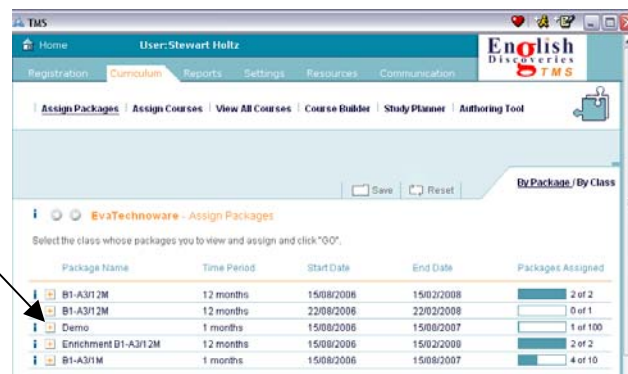 TMS
Home User: Stewart Holtz
English
Discoveries
TMS
Registration Curriculum Reports Settings Resources Communication
Assign Packages Assign Courses View All Courses Course Builder Study Planner Authoring Tool
Save Reset By Package / By Class
EvaTechnoware - Assign Packages
Select the class whose packages you to view and assign and click "GO".
Package Name Time Period Start Date End Date Packages Assigned
B1-A3/12M 12 months 15/08/2006 15/02/2008 2 of 2
B1-A3/12M 12 months 22/08/2006 22/02/2008 0 of 1
Demo 1 months 15/08/2006 15/08/2007 1 of 100
Enrichment B1-A3/12M 12 months 15/08/2006 15/02/2008 2 of 2
B1-A3/1M 1 months 15/08/2006 15/08/2007 4 of 10